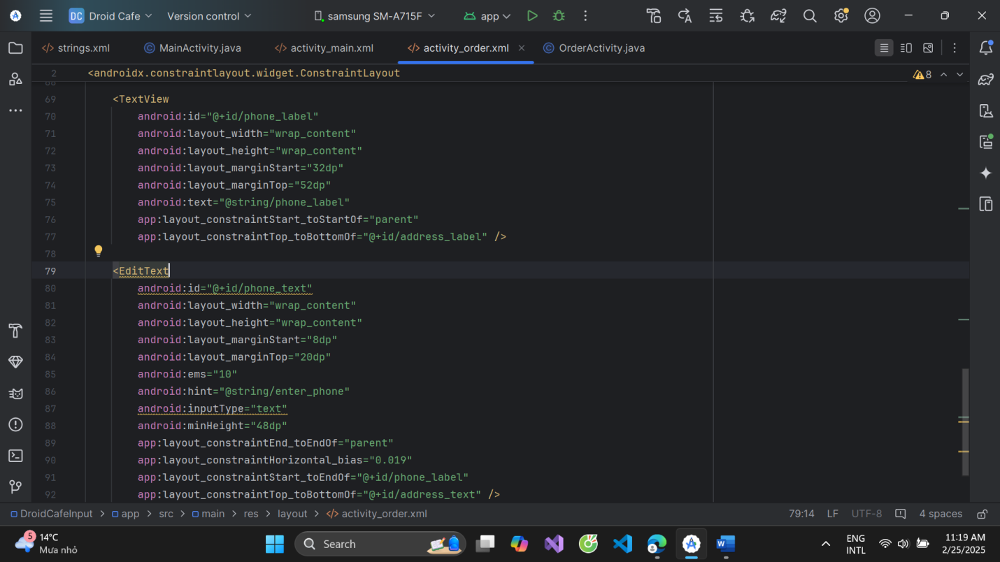 DC Droid Cafe Version control samsung SM-A715F app
strings.xml MainActivity.java activity_main.xml activity_order.xml OrderActivity.java
2 <androidx.constraintlayout.widget.ConstraintLayout 8
68
69 <TextView
70 android:id="@+id/phone_label"
71 android:layout_width="wrap_content"
72 android:layout_height="wrap_content"
73 android:layout_marginStart="32dp"
74 android:layout_marginTop="52dp"
75 android:text="@string/phone_label"
76 app:layout_constraintStart_toStartOf="parent"
77 app:layout_constraintTop_toBottomOf="@+id/address_label" />
78
79 <EditText
80 android:id="@+id/phone_text"
81 android:layout_width="wrap_content"
82 android:layout_height="wrap_content"
83 android:layout_marginStart="8dp"
84 android:layout_marginTop="20dp"
85 android:ems="10"
86 android:hint="@string/enter_phone"
87 android:inputType="text"
88 android:minHeight="48dp"
89 app:layout_constraintEnd_toEndOf="parent"
90 app:layout_constraintHorizontal_bias="0.019"
91 app:layout_constraintStart_toEndOf="@+id/phone_label"
92 app:layout_constraintTop_toBottomOf="@+id/address_text" />
DroidCafeInput > app > src > main > res > layout > activity_order.xml 79:14 LF UTF-8 4 spaces
5 14°C
Mưa nhỏ
Search
ENG
INTL
11:19 AM
2/25/2025